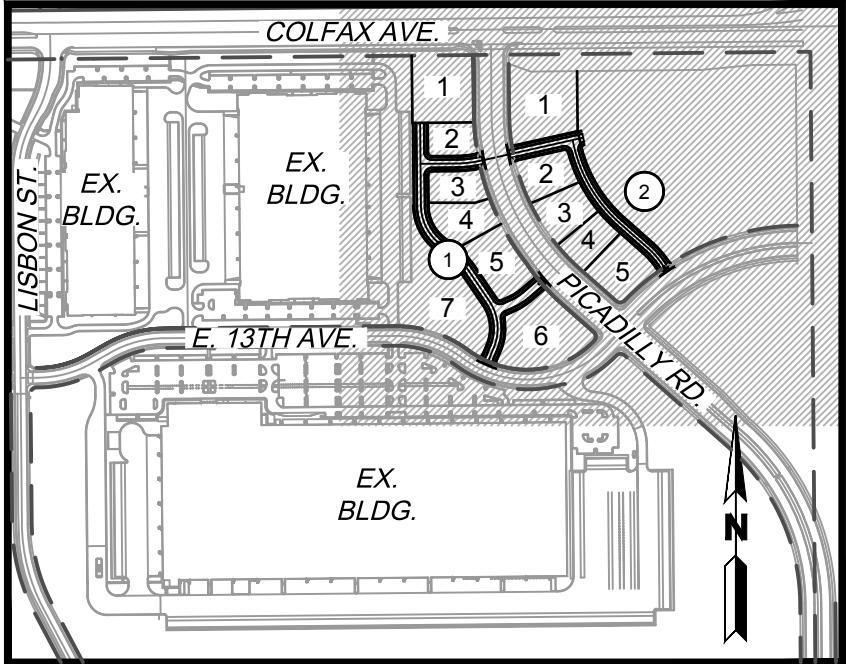 COLFAX AVE.
1
1
2
3
4
5
6
7
1
2
3
4
5
2
EX.
BLDG.
EX.
BLDG.
LISBON ST.
E. 13TH AVE.
PICADILLY RD.
EX.
BLDG.
N